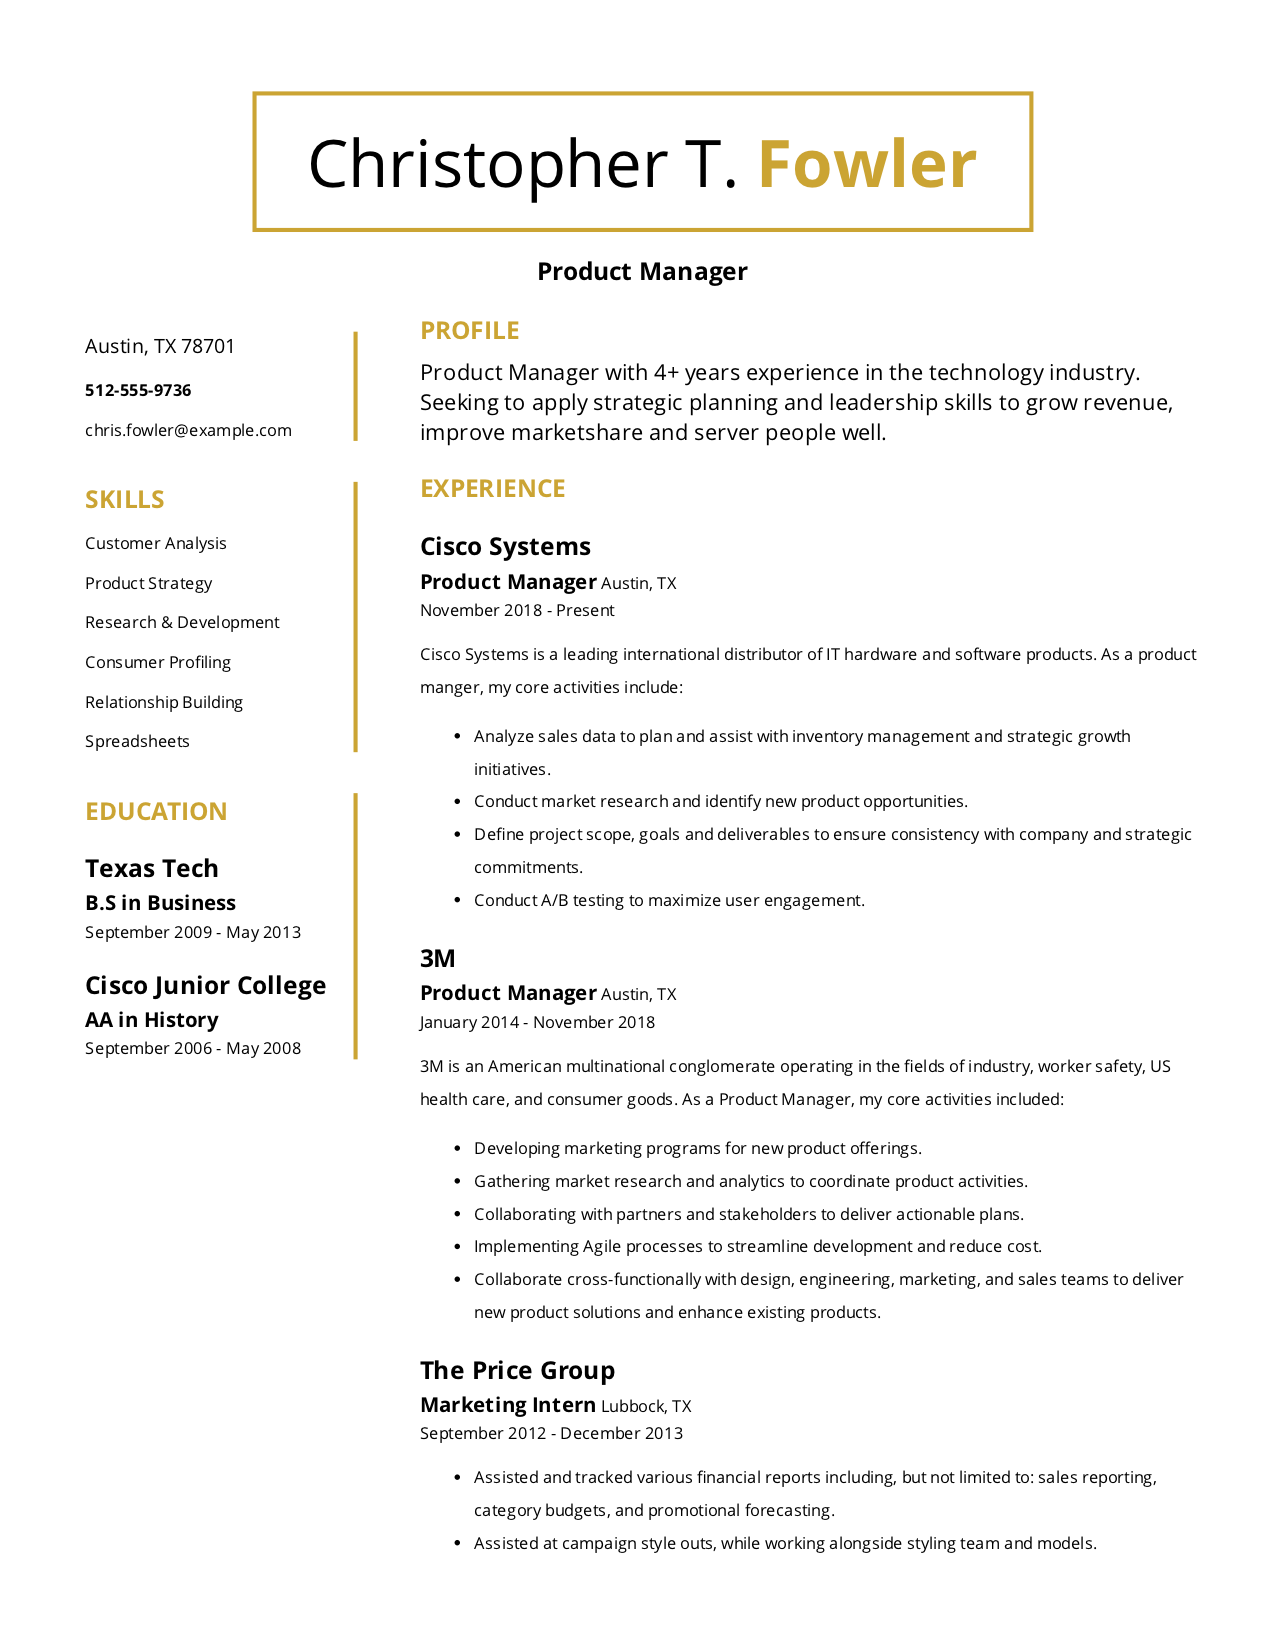 Christopher T. Fowler
Product Manager
Austin, TX 78701
512-555-9736
chris.fowler@example.com
SKILLS
Customer Analysis
Product Strategy
Research & Development
Consumer Profiling
Relationship Building
Spreadsheets
EDUCATION
Texas Tech
B.S in Business
September 2009 - May 2013
Cisco Junior College
AA in History
September 2006 - May 2008
PROFILE
Product Manager with 4+ years experience in the technology industry.
Seeking to apply strategic planning and leadership skills to grow revenue,
improve marketshare and server people well.
EXPERIENCE
Cisco Systems
Product Manager Austin, TX
November 2018 - Present
Cisco Systems is a leading international distributor of IT hardware and software products. As a product
manger, my core activities include:
• Analyze sales data to plan and assist with inventory management and strategic growth
initiatives.
• Conduct market research and identify new product opportunities.
• Define project scope, goals and deliverables to ensure consistency with company and strategic
commitments.
• Conduct A/B testing to maximize user engagement.
3M
Product Manager Austin, TX
January 2014 - November 2018
3M is an American multinational conglomerate operating in the fields of industry, worker safety, US
health care, and consumer goods. As a Product Manager, my core activities included:
• Developing marketing programs for new product offerings.
• Gathering market research and analytics to coordinate product activities.
• Collaborating with partners and stakeholders to deliver actionable plans.
• Implementing Agile processes to streamline development and reduce cost.
• Collaborate cross-functionally with design, engineering, marketing, and sales teams to deliver
new product solutions and enhance existing products.
The Price Group
Marketing Intern Lubbock, TX
September 2012 - December 2013
• Assisted and tracked various financial reports including, but not limited to: sales reporting,
category budgets, and promotional forecasting.
• Assisted at campaign style outs, while working alongside styling team and models.